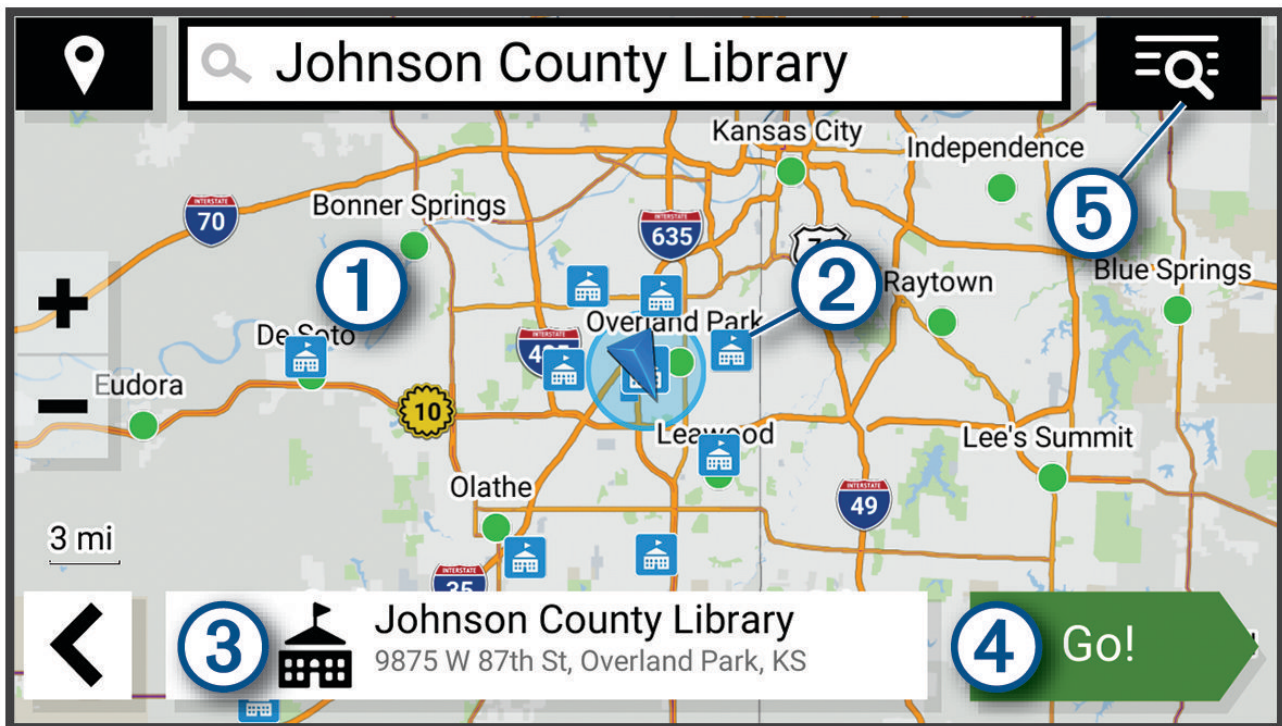 Johnson County Library
Kansas City
Independence
5
INTERSTATE
70
Bonner Springs
INTERSTATE
635
1
2
Raytown
Blue Springs
+
De Soto
Overland Park
INTERSTATE
Eudora
−
10
Leawood
Lee's Summit
Olathe
INTERSTATE
49
3 mi
INTERSTATE
35
3
Johnson County Library
9875 W 87th St, Overland Park, KS
4
Go!